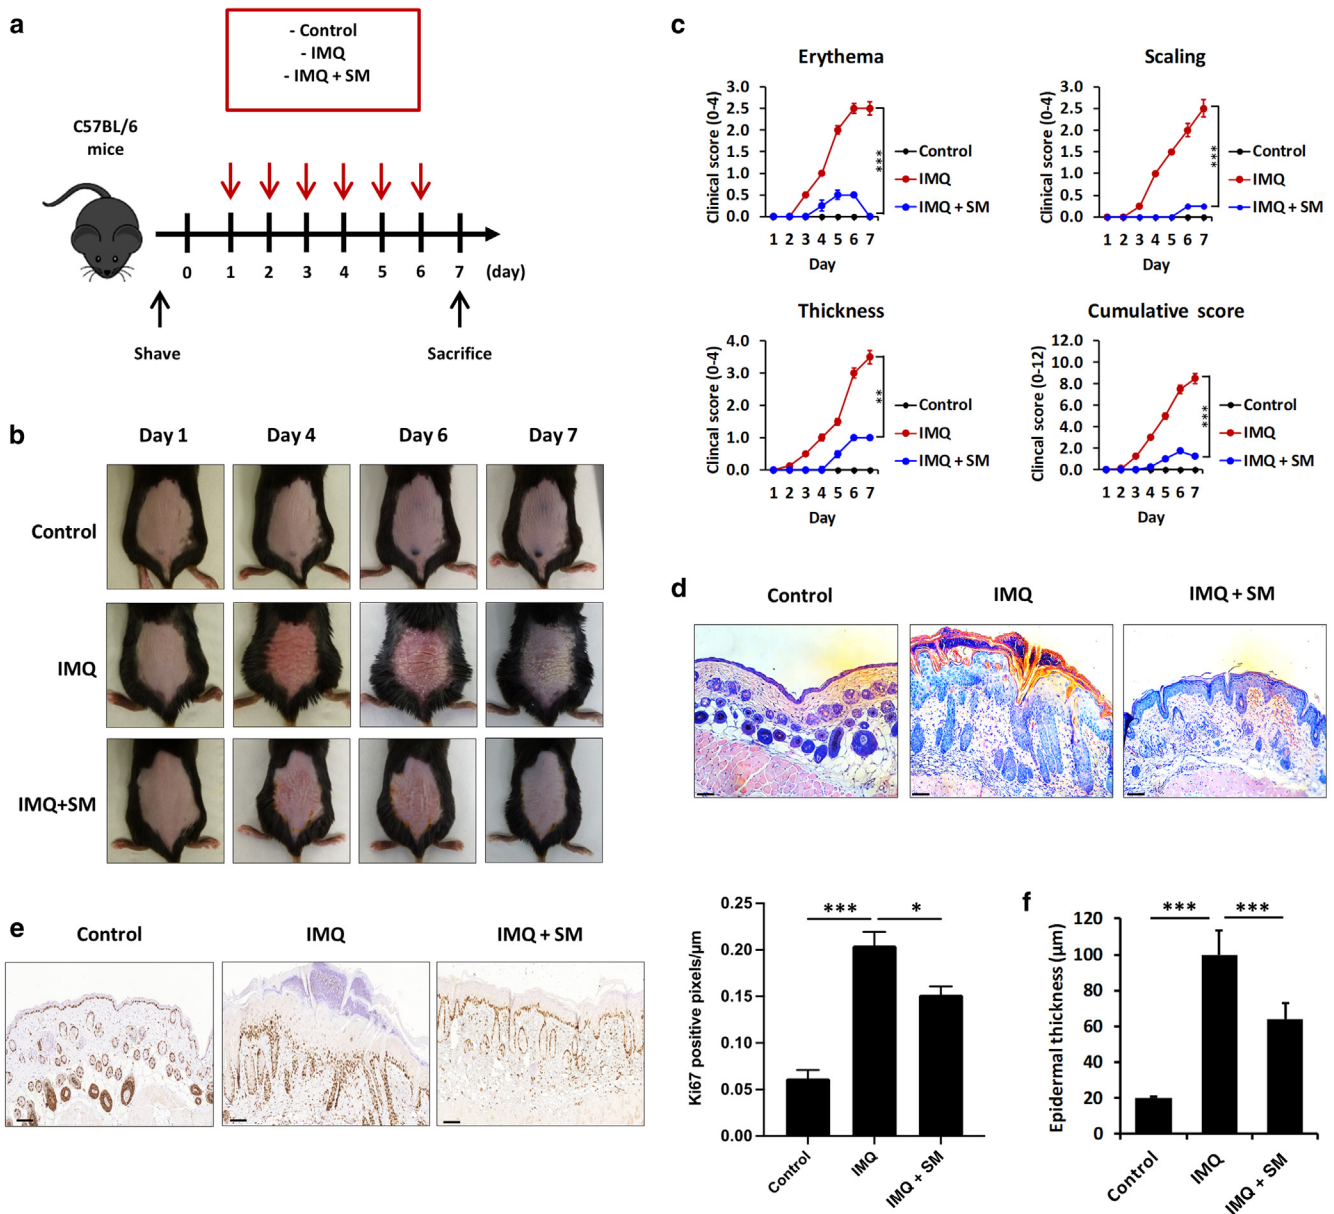 a
- Control
- IMQ
- IMQ + SM
C57BL/6
mice
0 1 2 3 4 5 6 7 (day)
Shave
Sacrifice
b
Day 1 Day 4 Day 6 Day 7
Control
IMQ
IMQ+SM
c
Erythema
Clinical score (0-4)
3.0
2.5
2.0
1.5
1.0
0.5
0.0
1 2 3 4 5 6 7
Day
***
Control
IMQ
IMQ + SM
Scaling
Clinical score (0-4)
3.0
2.5
2.0
1.5
1.0
0.5
0.0
1 2 3 4 5 6 7
Day
***
Control
IMQ
IMQ + SM
Thickness
Clinical score (0-4)
4.0
3.0
2.0
1.0
0.0
1 2 3 4 5 6 7
Day
**
Control
IMQ
IMQ + SM
Cumulative score
Clincal score (0-12)
12.0
10.0
8.0
6.0
4.0
2.0
0.0
1 2 3 4 5 6 7
Day
***
Control
IMQ
IMQ + SM
d
Control IMQ IMQ + SM
e
Control IMQ IMQ + SM
Ki67 positive pixels/µm
0.25
0.20
0.15
0.10
0.05
0.00
*** *
Control IMQ IMQ + SM
f
Epidermal thickness (µm)
120
100
80
60
40
20
0
*** ***
Control IMQ IMQ + SM